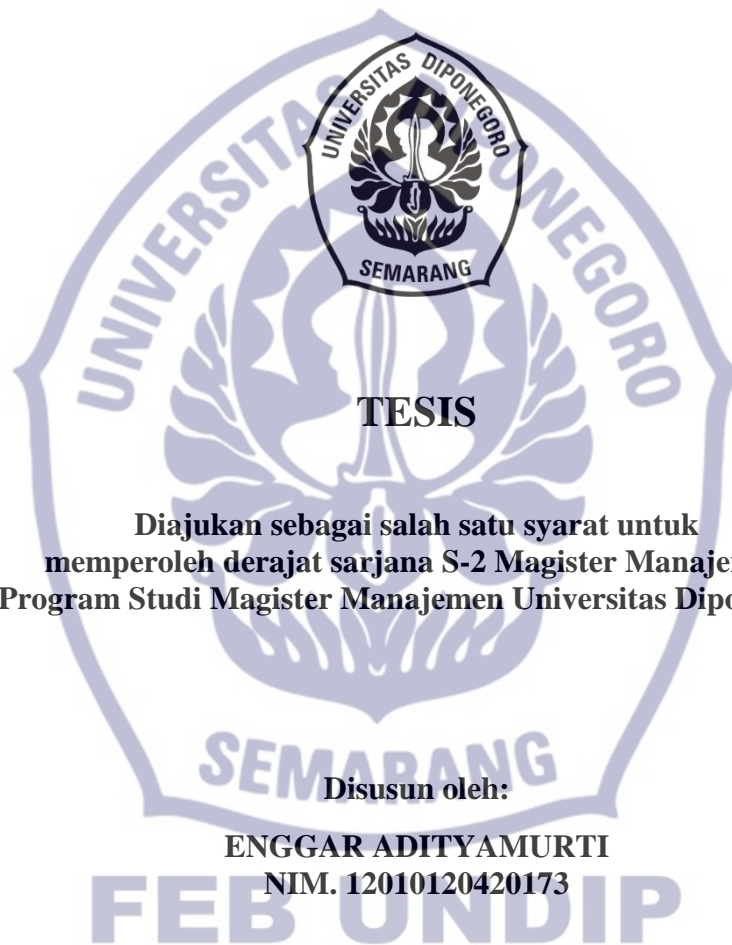 UNIVERSITAS DIPONEGORO
SEMARANG
UNIVERSITAS DIPONEGORO
SEMARANG
TESIS
Diajukan sebagai salah satu syarat untuk
memperoleh derajat sarjana S-2 Magister
Program Studi Magister Manajemen Universitas
Disusun oleh:
ENGGAR ADITYAMURTI
NIM. 12010120420173
FEB UNDIP